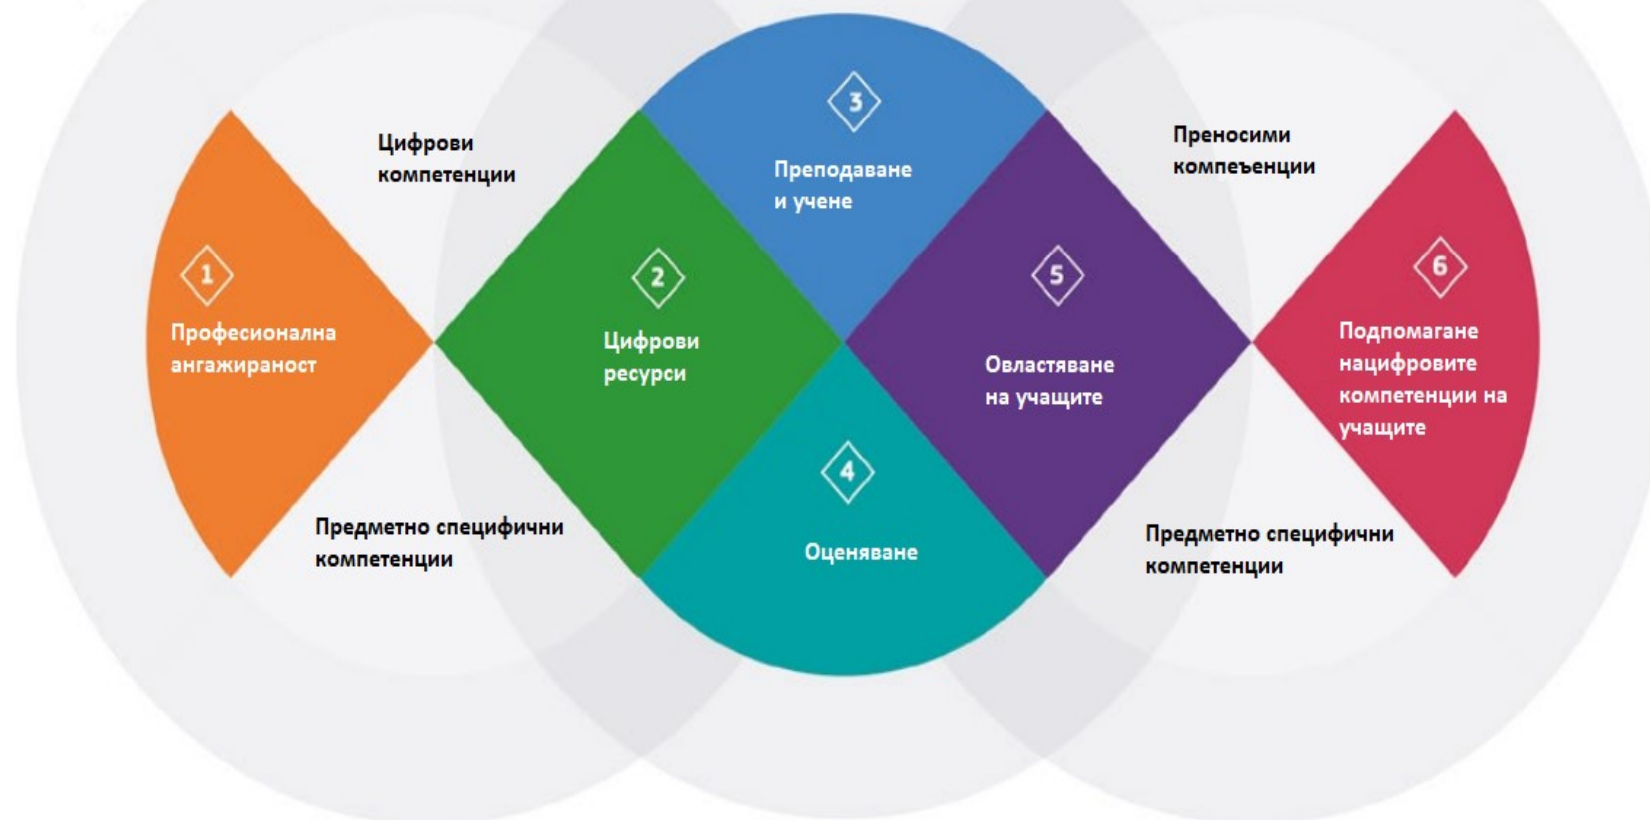 3
Преподаване
и учене
Цифрови
компетенции
Преносими
компеъенции
1
Професионална
ангажираност
2
Цифрови
ресурси
5
Овластяване
на учащите
6
Подпомагане
нацифровите
компетенции на
учащите
4
Оценяване
Предметно специфични
компетенции
Предметно специфични
компетенции